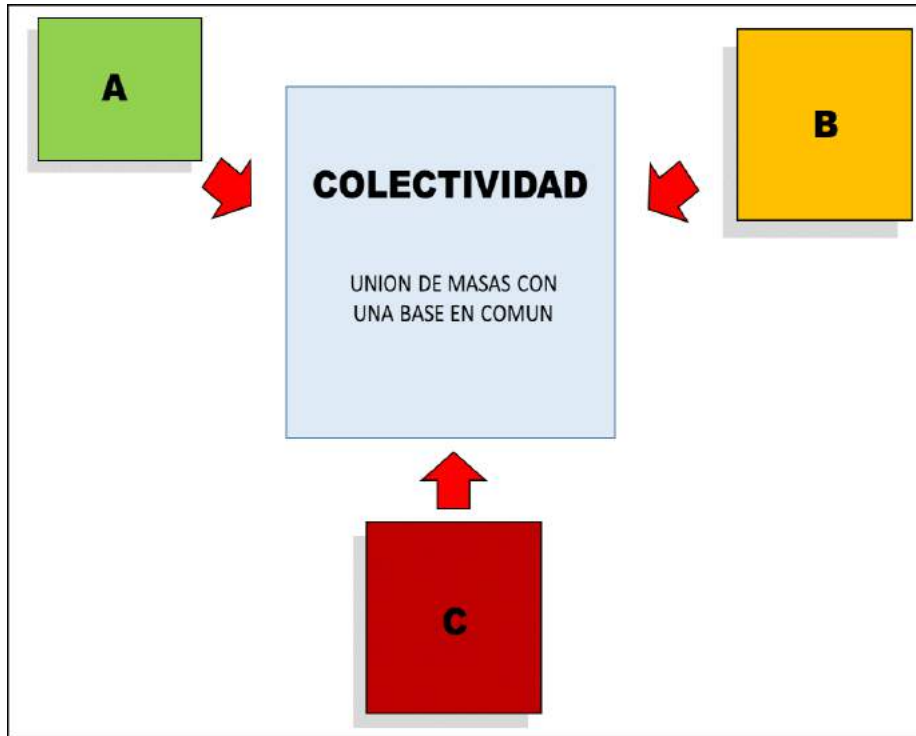 A
B
COLECTIVIDAD
UNION DE MASAS CON
UNA BASE EN COMUN
C